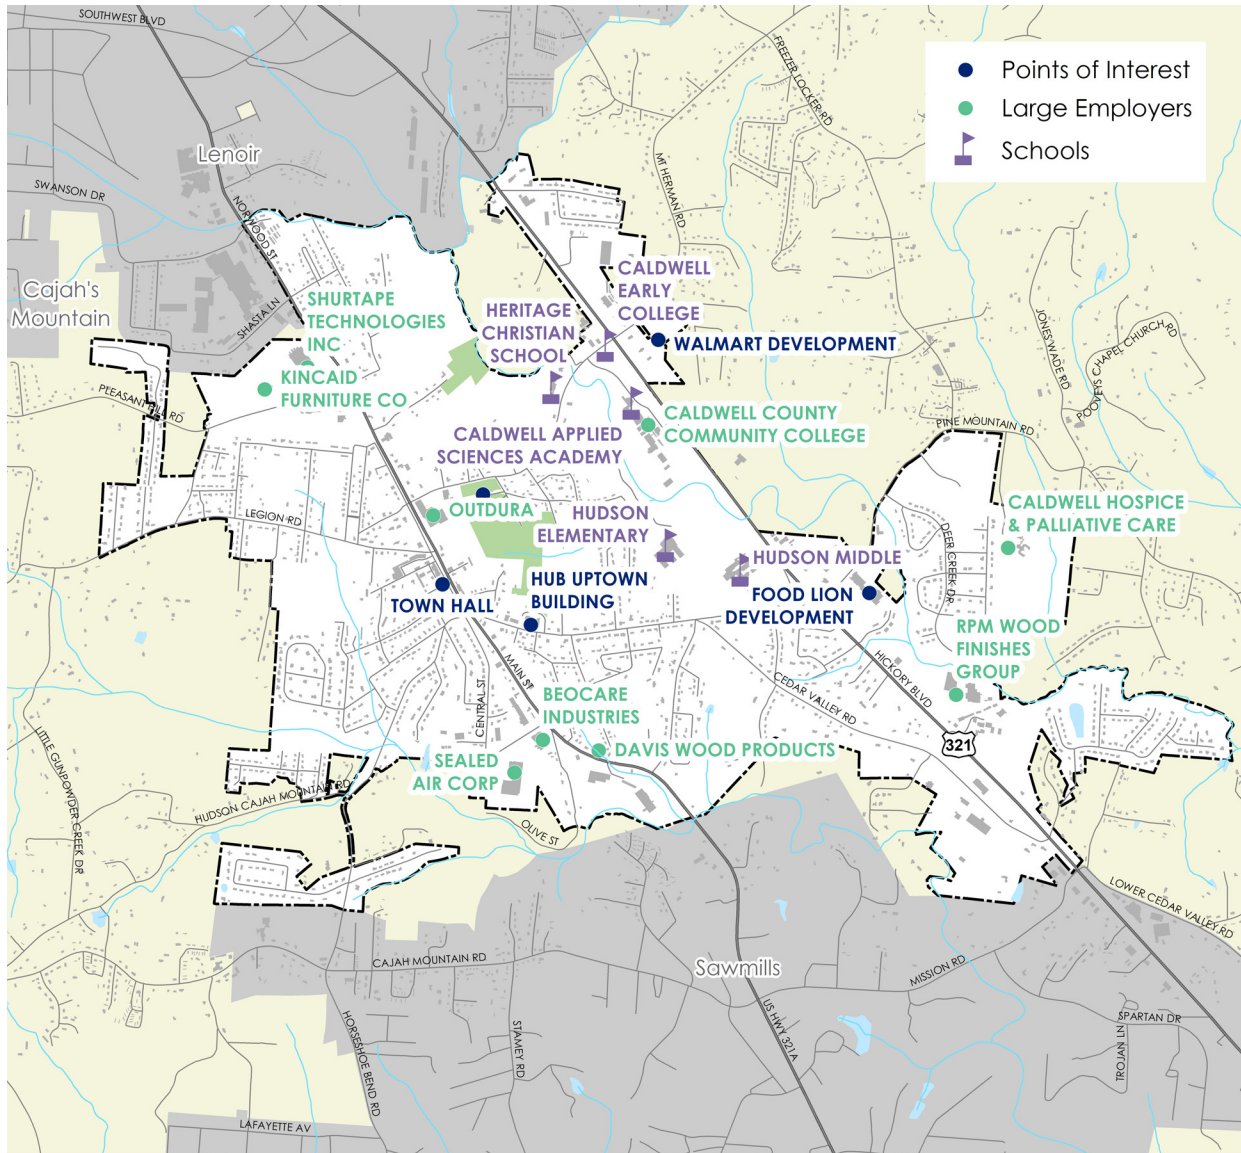 SOUTHWEST BLVD
Points of Interest
Large Employers
Schools
FREEZER LOCKER RD
Lenoir
MT HERMAN RD
SWANSON DR
NORWOOD ST
Cajah's
Mountain
SHASTA LN
SHURTAPE
TECHNOLOGIES
INC
KINCAID
FURNITURE CO
HERITAGE
CHRISTIAN
SCHOOL
CALDWELL
EARLY
COLLEGE
WALMART DEVELOPMENT
JONES WADE RD
POOVEYS CHAPEL CHURCH RD
PLEASANT HILL RD
CALDWELL COUNTY
COMMUNITY COLLEGE
PINE MOUNTAIN RD
CALDWELL APPLIED
SCIENCES ACADEMY
LEGION RD
OUTDURA
HUDSON
ELEMENTARY
CALDWELL HOSPICE
& PALLIATIVE CARE
DEER CREEK DR
HUDSON MIDDLE
HUB UPTOWN
BUILDING
TOWN HALL
FOOD LION
DEVELOPMENT
RPM WOOD
FINISHES
GROUP
MAIN ST
CENTRAL ST
HICKORY BLVD
CEDAR VALLEY RD
BEOCARE
INDUSTRIES
DAVIS WOOD PRODUCTS
321
SEALED
AIR CORP
LITTLE GUNPOWDER CREEK DR
HUDSON CAJAH MOUNTAIN RD
OLIVE ST
LOWER CEDAR VALLEY RD
CAJAH MOUNTAIN RD
Sawmills
MISSION RD
HORSESHOE BEND RD
STAMEY RD
US HWY 321A
SPARTAN DR
TROJAN LN
LAFAYETTE AV